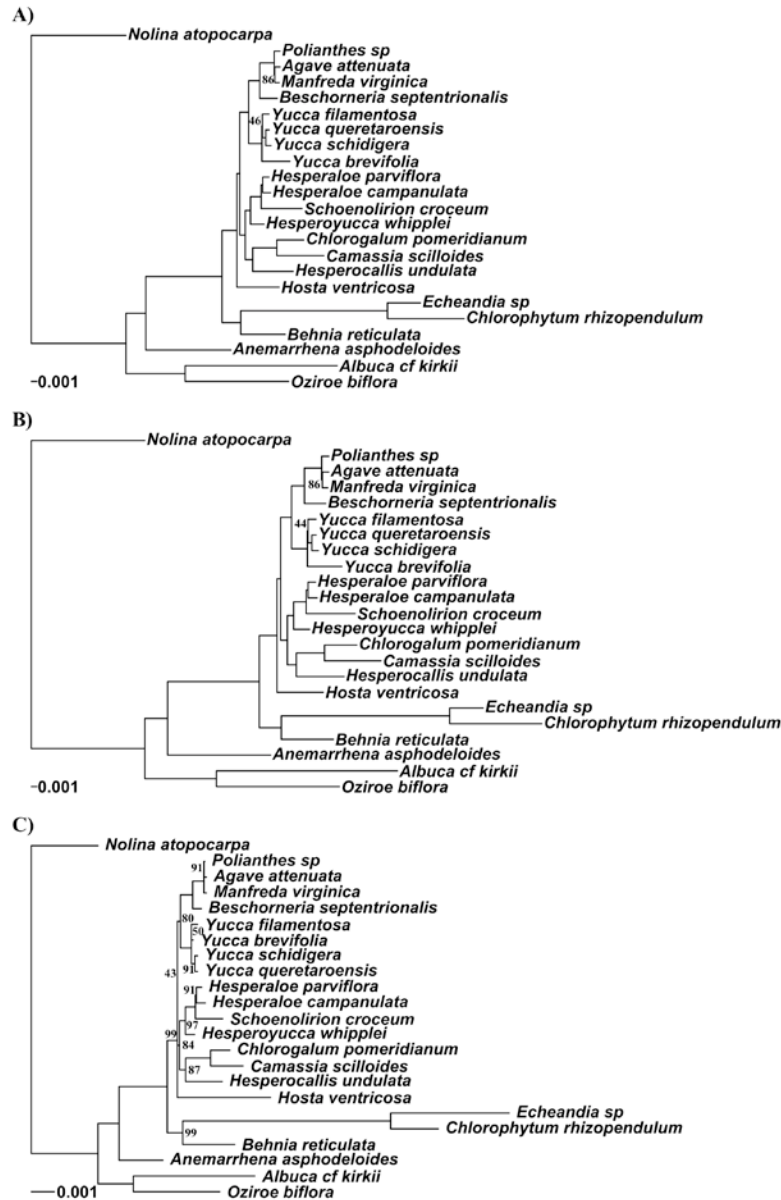 A)
Nolina atopocarpa
Polianthes sp
Agave attenuata
86
Manfreda virginica
Beschorneria septentrionalis
46
Yucca filamentosa
Yucca queretaroensis
Yucca schidigera
Yucca brevifolia
Hesperaloe parviflora
Hesperaloe campanulata
Schoenolirion croceum
Hesperoyucca whipplei
Chlorogalum pomeridianum
Camassia scilloides
Hesperocallis undulata
Hosta ventricosa
Echeandia sp
Chlorophytum rhizopendulum
Behnia reticulata
Anemarrhena asphodeloides
Albuca cf kirkii
0.001
Oziroe biflora
B)
Nolina atopocarpa
Polianthes sp
Agave attenuata
86
Manfreda virginica
Beschorneria septentrionalis
44
Yucca filamentosa
Yucca queretaroensis
Yucca schidigera
Yucca brevifolia
Hesperaloe parviflora
Hesperaloe campanulata
Schoenolirion croceum
Hesperoyucca whipplei
Chlorogalum pomeridianum
Camassia scilloides
Hesperocallis undulata
Hosta ventricosa
Echeandia sp
Chlorophytum rhizopendulum
Behnia reticulata
Anemarrhena asphodeloides
Albuca cf kirkii
0.001
Oziroe biflora
C)
Nolina atopocarpa
91
Polianthes sp
Agave attenuata
Manfreda virginica
Beschorneria septentrionalis
80
Yucca filamentosa
50
Yucca brevifolia
Yucca schidigera
43
91
Yucca queretaroensis
91
Hesperaloe parviflora
Hesperaloe campanulata
Schoenolirion croceum
99
97
Hesperoyucca whipplei
84
Chlorogalum pomeridianum
87
Camassia scilloides
Hesperocallis undulata
Hosta ventricosa
Echeandia sp
99
Chlorophytum rhizopendulum
Behnia reticulata
Anemarrhena asphodeloides
Albuca cf kirkii
0.001
Oziroe biflora